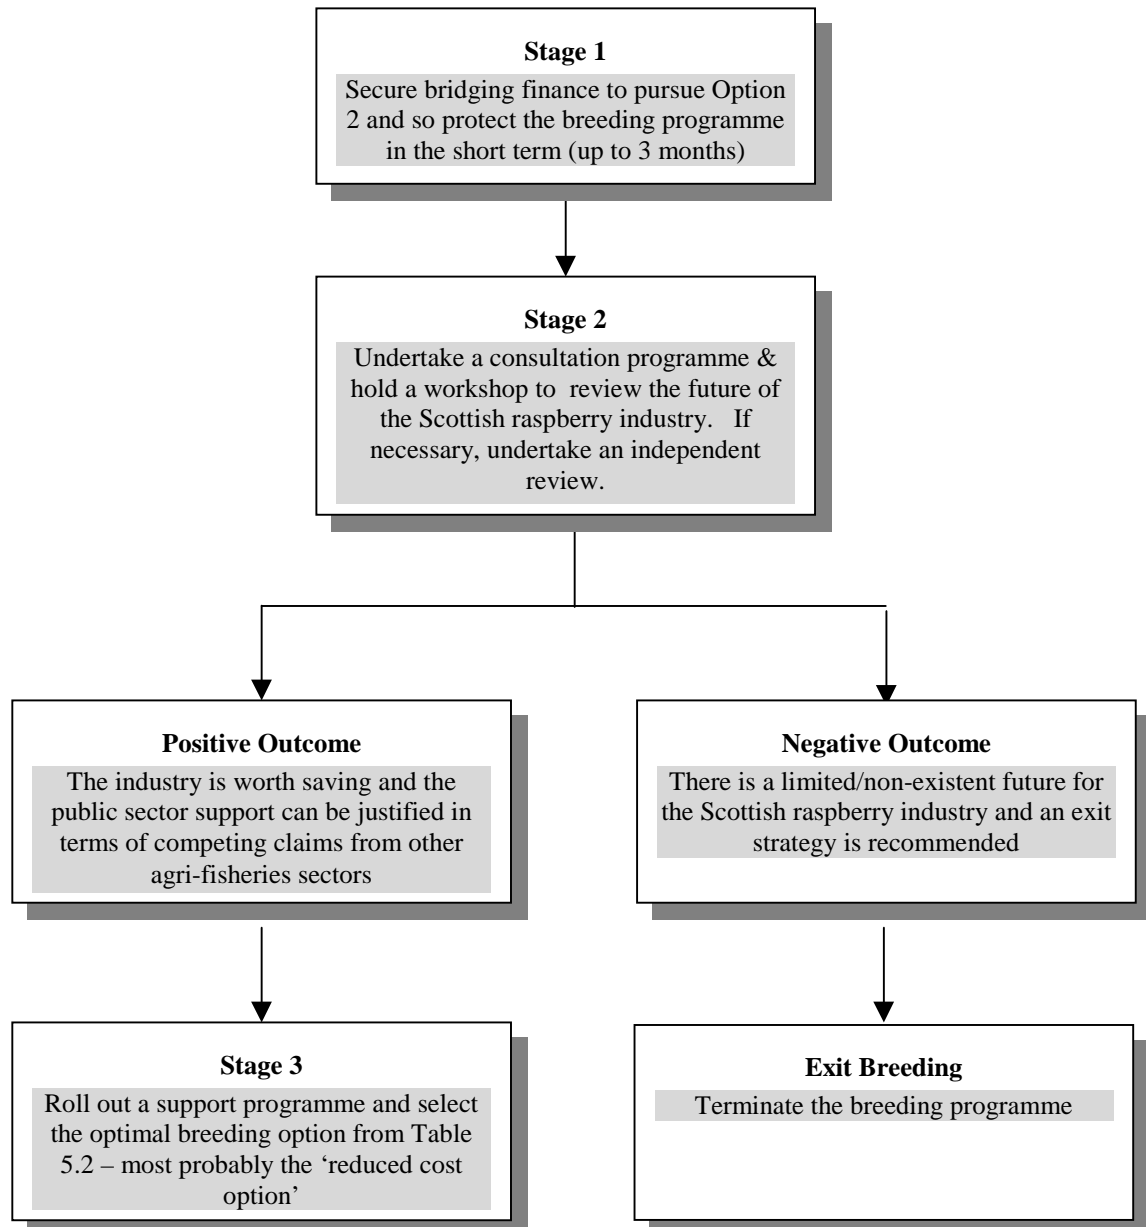 Stage 1
Secure bridging finance to pursue Option
2 and so protect the breeding programme
in the short term (up to 3 months)
Stage 2
Undertake a consultation programme &
hold a workshop to review the future of
the Scottish raspberry industry. If
necessary, undertake an independent
review.
Positive Outcome
The industry is worth saving and the
public sector support can be justified in
terms of competing claims from other
agri-fisheries sectors
Negative Outcome
There is a limited/non-existent future for
the Scottish raspberry industry and an exit
strategy is recommended
Stage 3
Roll out a support programme and select
the optimal breeding option from Table
5.2 – most probably the ‘reduced cost
option’
Exit Breeding
Terminate the breeding programme